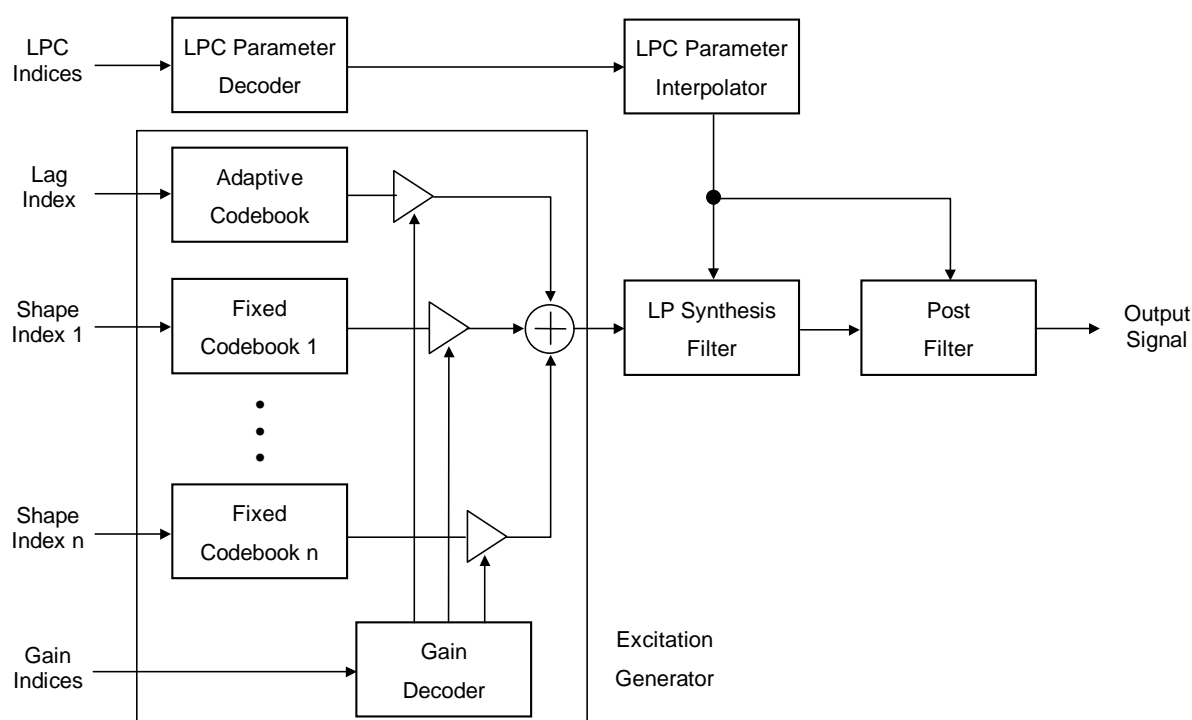 LPC
Indices
LPC Parameter
Decoder
LPC Parameter
Interpolator
Lag
Index
Adaptive
Codebook
Shape
Index 1
Fixed
Codebook 1
LP Synthesis
Filter
Post
Filter
Output
Signal
Shape
Index n
Fixed
Codebook n
Gain
Indices
Gain
Decoder
Excitation
Generator